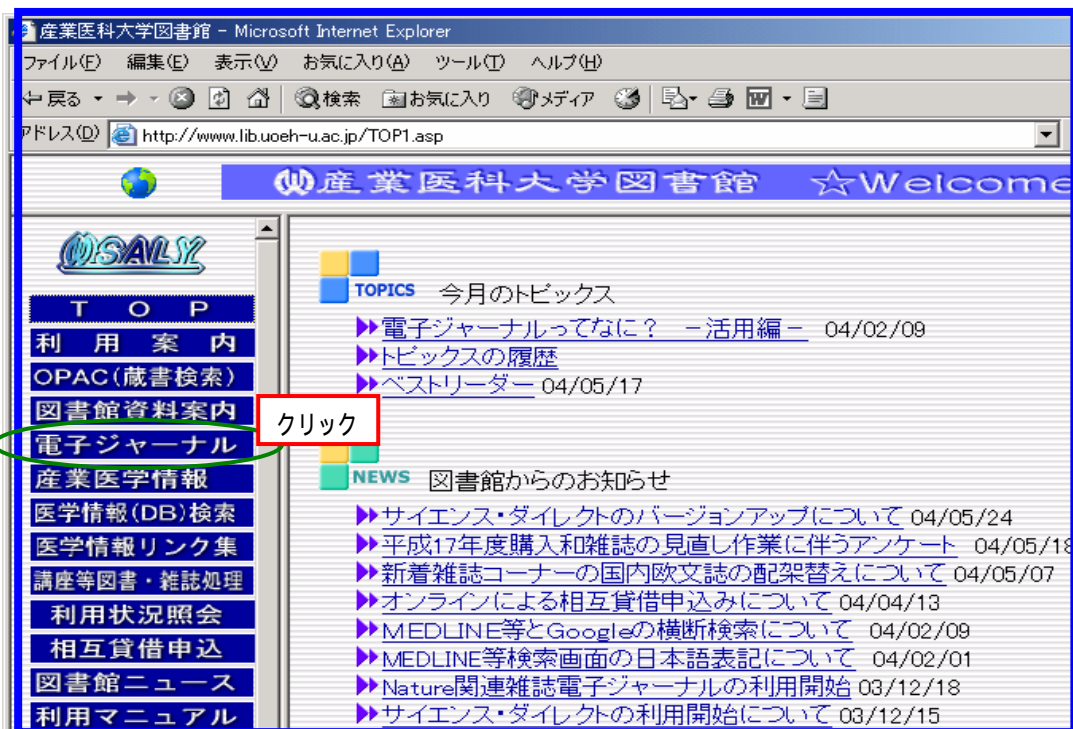 産業医科大学図書館 - Microsoft Internet Explorer
ファイル(F) 編集(E) 表示(V) お気に入り(A) ツール(T) ヘルプ(H)
戻る 検索 お気に入り メディア
アドレス(D) http://www.lib.uoeh-u.ac.jp/TOP1.asp
産業医科大学図書館 ☆Welcome
SALY
TOP
利用案内
OPAC(蔵書検索)
図書館資料案内
電子ジャーナル
クリック
産業医学情報
医学情報(DB)検索
医学情報リンク集
講座等図書・雑誌処理
利用状況照会
相互貸借申込
図書館ニュース
利用マニュアル
TOPICS 今月のトピックス
電子ジャーナルってなに? －活用編－ 04/02/09
トピックスの履歴
ベストリーダー 04/05/17
NEWS 図書館からのお知らせ
サイエンス・ダイレクトのバージョンアップについて 04/05/24
平成17年度購入和雑誌の見直し作業に伴うアンケート 04/05/18
新着雑誌コーナーの国内欧文誌の配架替えについて 04/05/07
オンラインによる相互貸借申込みについて 04/04/13
MEDLINE等とGoogleの横断検索について 04/02/09
MEDLINE等検索画面の日本語表記について 04/02/01
Nature関連雑誌電子ジャーナルの利用開始 03/12/18
サイエンス・ダイレクトの利用開始について 03/12/15